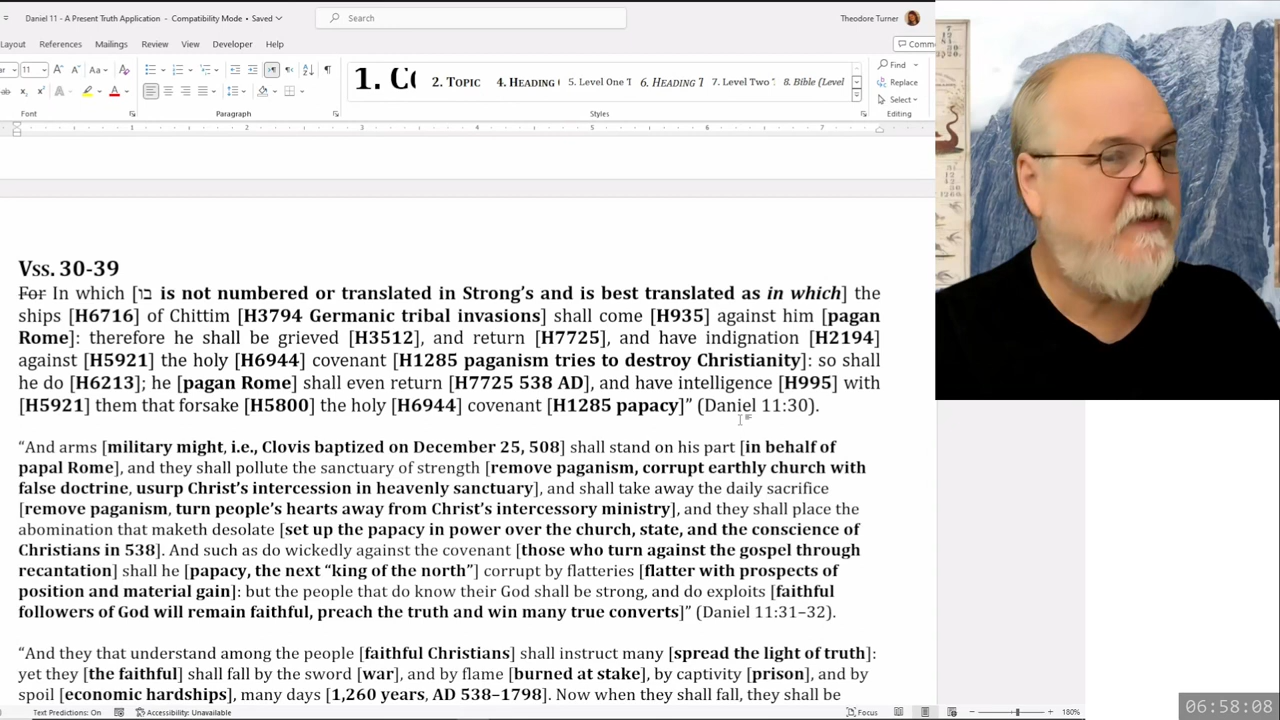 Daniel 11 - A Present Truth Application - Compatibility Mode • Saved
Search
Theodore Turner
Layout References Mailings Review View Developer Help
Comm
11
Aa
1. Cc 2. TOPIC 4. HEADING 5. Level One T 6. HEADING T 7. Level Two 8. Bible (Level
Find
Replace
Select
Font Paragraph Styles
3 4 5 6 7
VSS. 30-39
For In which [בו is not numbered or translated in Strong's and is best translated as in which] the
ships [H6716] of Chittim [H3794 Germanic tribal invasions] shall come [H935] against him [pagan
Rome]: therefore he shall be grieved [H3512], and return [H7725], and have indignation [H2194]
against [H5921] the holy [H6944] covenant [H1285 paganism tries to destroy Christianity]: so shall
he do [H6213]; he [pagan Rome] shall even return [H7725 538 AD], and have intelligence [H995] with
[H5921] them that forsake [H5800] the holy [H6944] covenant [H1285 papacy]” (Daniel 11:30).
“And arms [military might, i.e., Clovis baptized on December 25, 508] shall stand on his part [in behalf of
papal Rome], and they shall pollute the sanctuary of strength [remove paganism, corrupt earthly church with
false doctrine, usurp Christ’s intercession in heavenly sanctuary], and shall take away the daily sacrifice
[remove paganism, turn people’s hearts away from Christ’s intercessory ministry], and they shall place the
abomination that maketh desolate [set up the papacy in power over the church, state, and the conscience of
Christians in 538]. And such as do wickedly against the covenant [those who turn against the gospel through
recantation] shall he [papacy, the next “king of the north”] corrupt by flatteries [flatter with prospects of
position and material gain]: but the people that do know their God shall be strong, and do exploits [faithful
followers of God will remain faithful, preach the truth and win many true converts]” (Daniel 11:31–32).
“And they that understand among the people [faithful Christians] shall instruct many [spread the light of truth]:
yet they [the faithful] shall fall by the sword [war], and by flame [burned at stake], by captivity [prison], and by
spoil [economic hardships], many days [1,260 years, AD 538–1798]. Now when they shall fall, they shall be
Text Predictions: On Accessibility: Unavailable Focus 180%
06:58:08